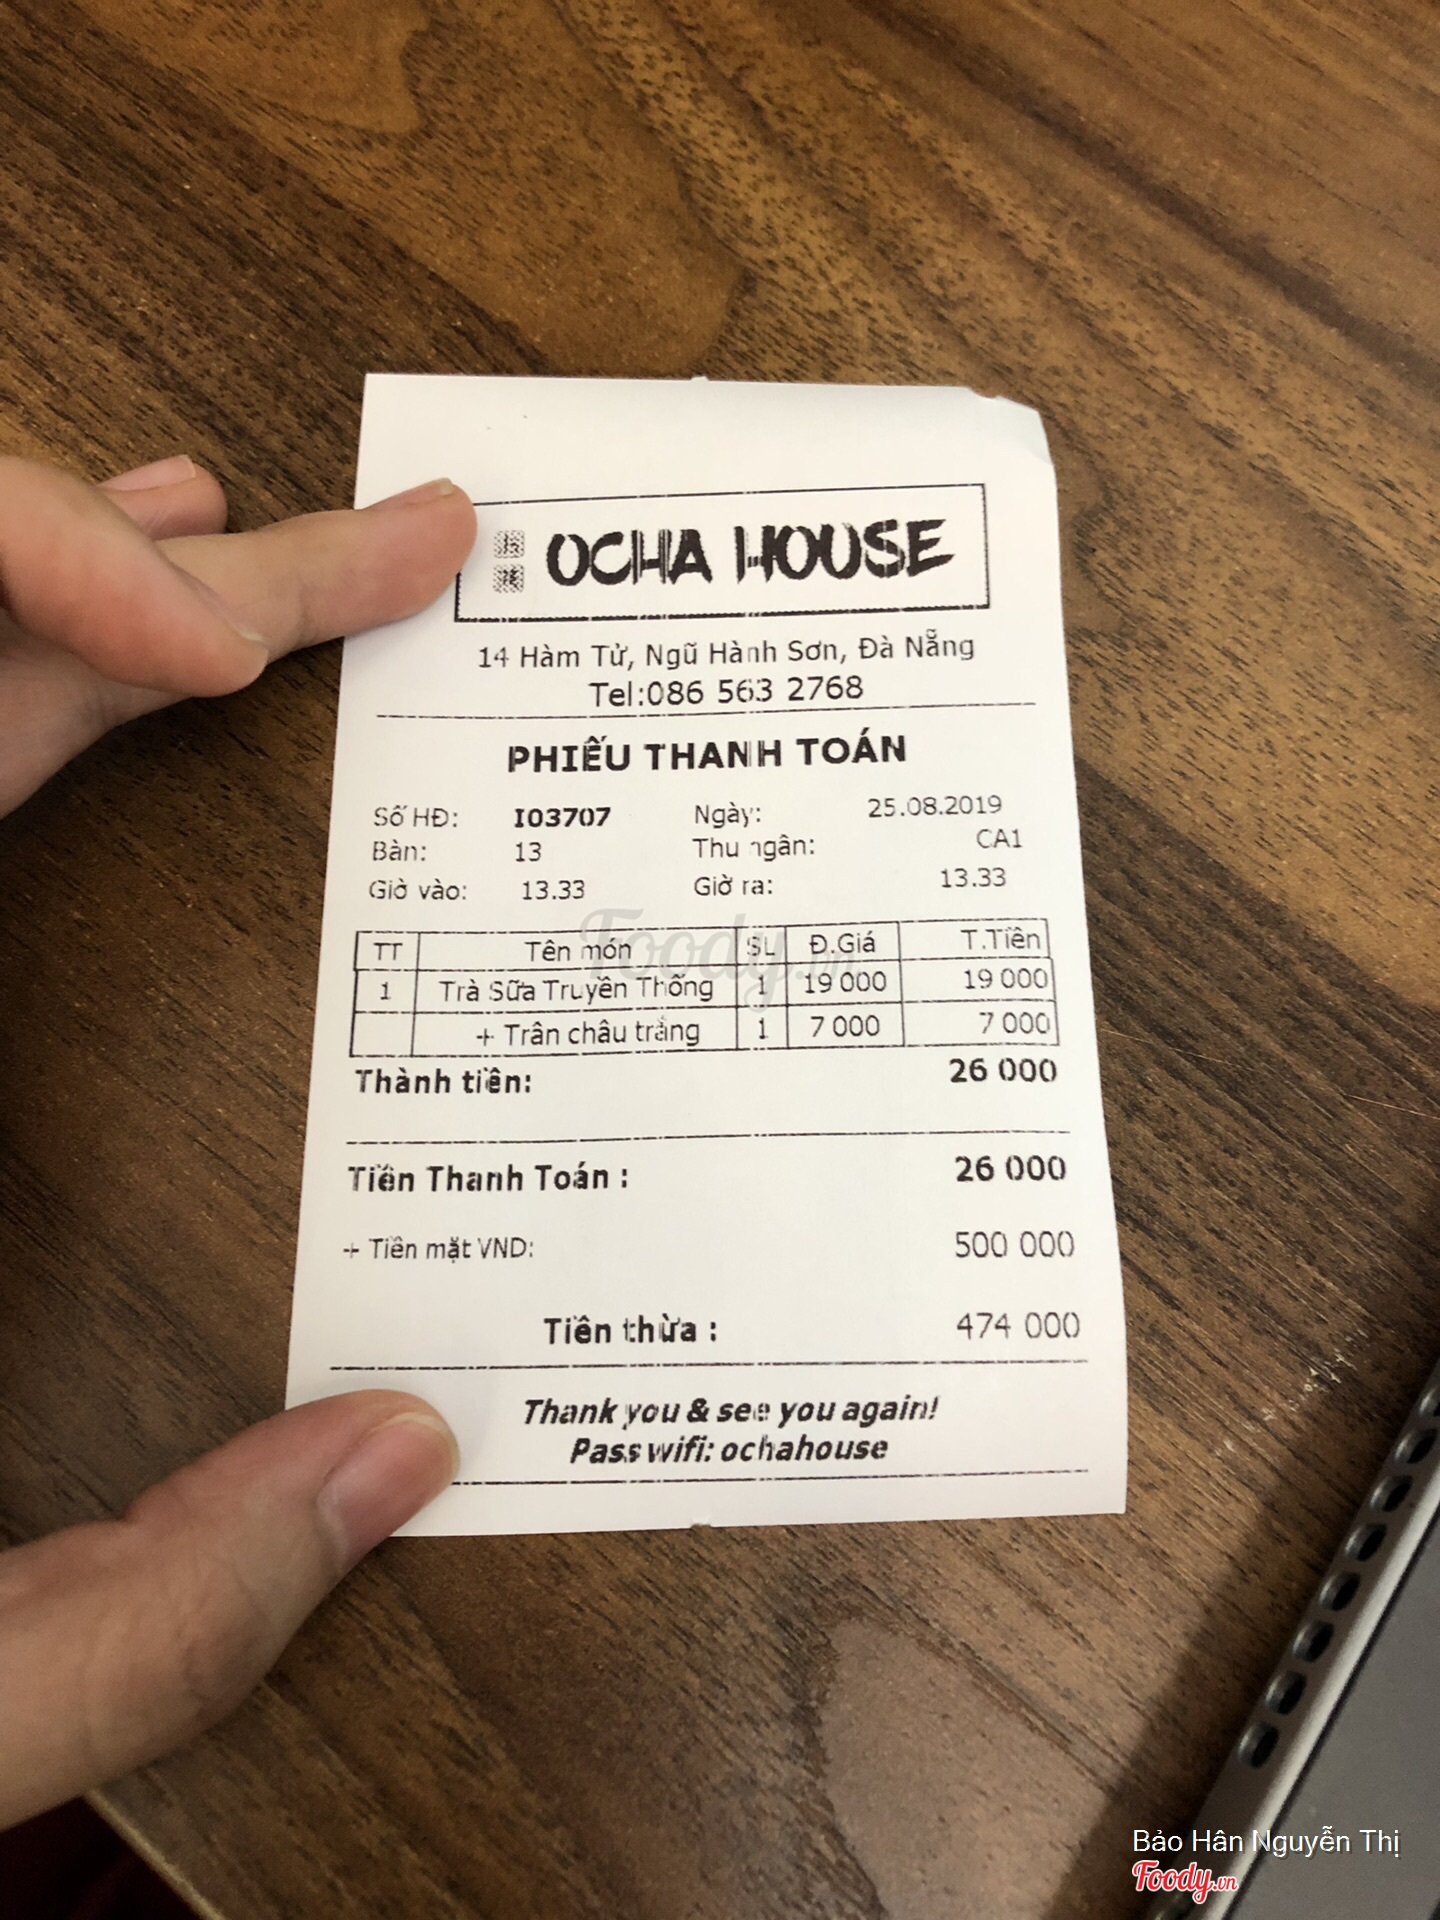 OCHA HOUSE
14 Hàm Tử, Ngũ Hành Sơn, Đà Nẵng
Tel:086 563 2768
PHIẾU THANH TOÁN
Số HĐ: I03707 Ngày: 25.08.2019
Bàn: 13 Thu ngân: CA1
Giờ vào: 13.33 Giờ ra: 13.33
TT Tên món SL Đ.Giá T.Tiền
1 Trà Sữa Truyền Thống 1 19 000 19 000
+ Trân châu trắng 1 7 000 7 000
Thành tiền: 26 000
Tiền Thanh Toán : 26 000
+ Tiền mặt VND: 500 000
Tiền thừa : 474 000
Thank you & see you again!
Pass wifi: ochahouse
Foody.vn
Bảo Hân Nguyễn Thị
Foody.vn